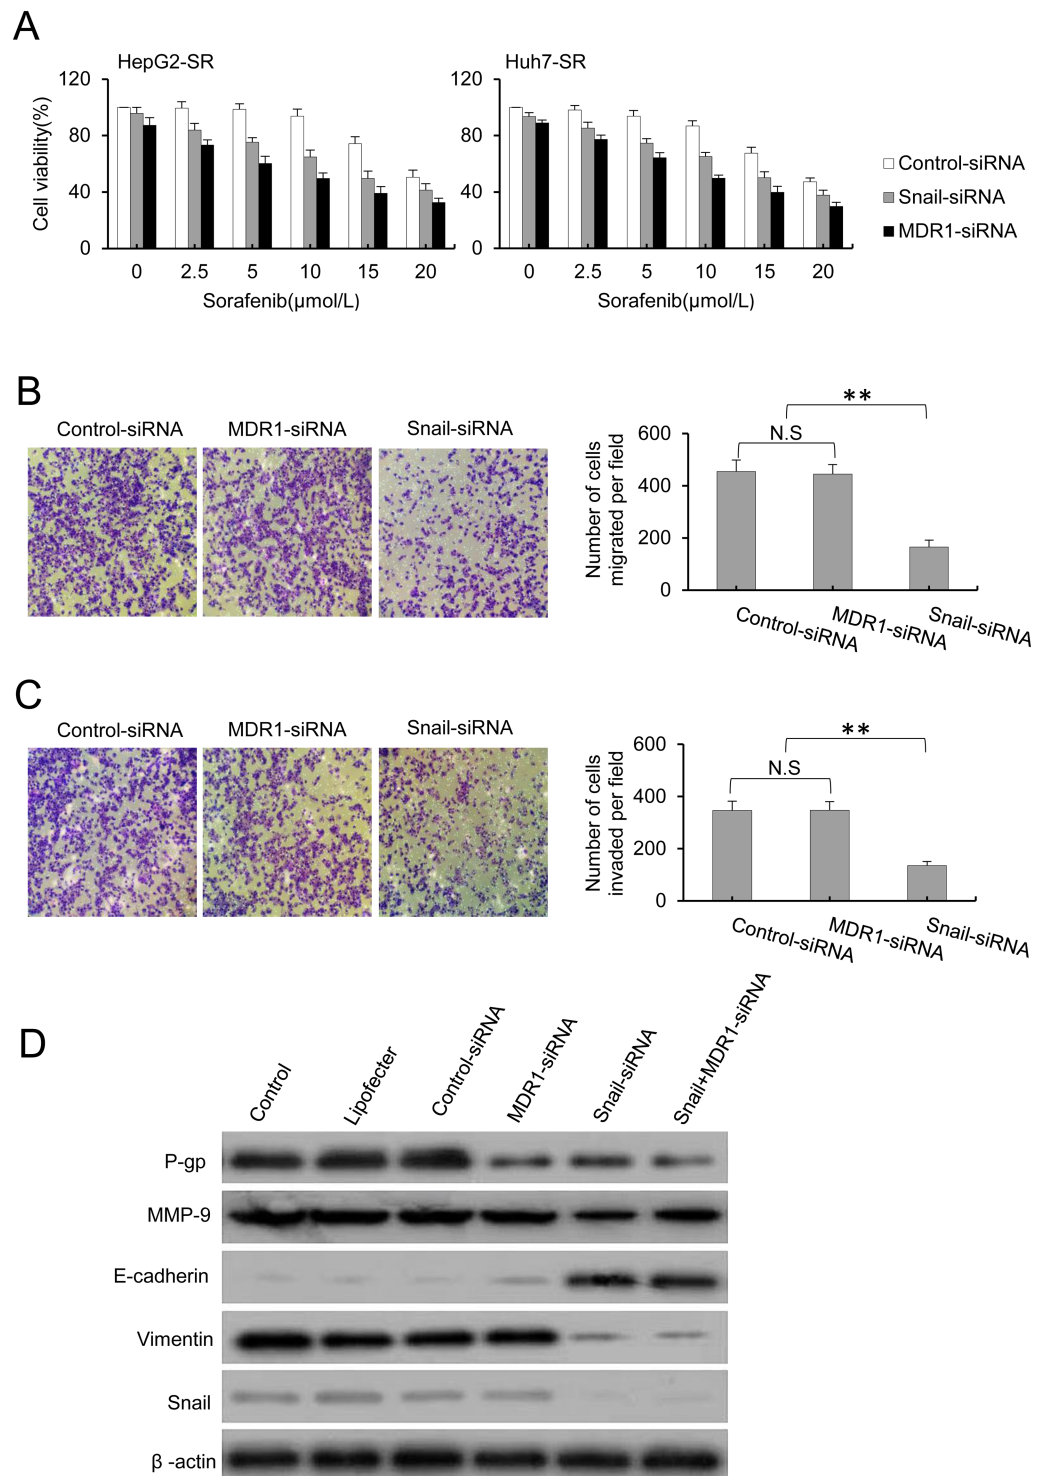 A
HepG2-SR
Huh7-SR
120
80
40
0
Cell viability(%)
0 2.5 5 10 15 20
Sorafenib(μmol/L)
120
80
40
0
0 2.5 5 10 15 20
Sorafenib(μmol/L)
Control-siRNA
Snail-siRNA
MDR1-siRNA
B
Control-siRNA MDR1-siRNA Snail-siRNA
**
N.S
600
400
200
0
Number of cells
migrated per field
Control-siRNA
MDR1-siRNA
Snail-siRNA
C
Control-siRNA MDR1-siRNA Snail-siRNA
**
N.S
600
400
200
0
Number of cells
invaded per field
Control-siRNA
MDR1-siRNA
Snail-siRNA
D
Control
Lipofecter
Control-siRNA
MDR1-siRNA
Snail-siRNA
Snail+MDR1-siRNA
P-gp
MMP-9
E-cadherin
Vimentin
Snail
β -actin